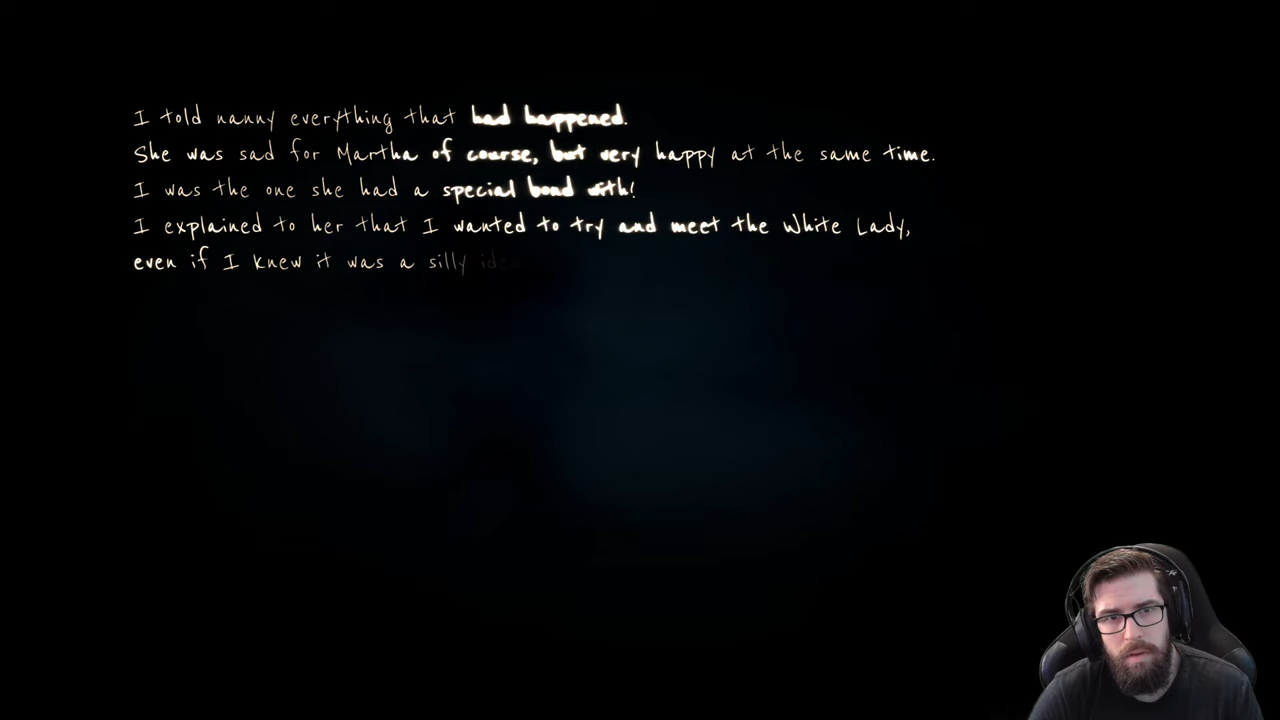 I told nanny everything that had happened.
She was sad for Martha of course, but very happy at the same time.
I was the one she had a special bond with!
I explained to her that I wanted to try and meet the White Lady,
even if I knew it was a silly